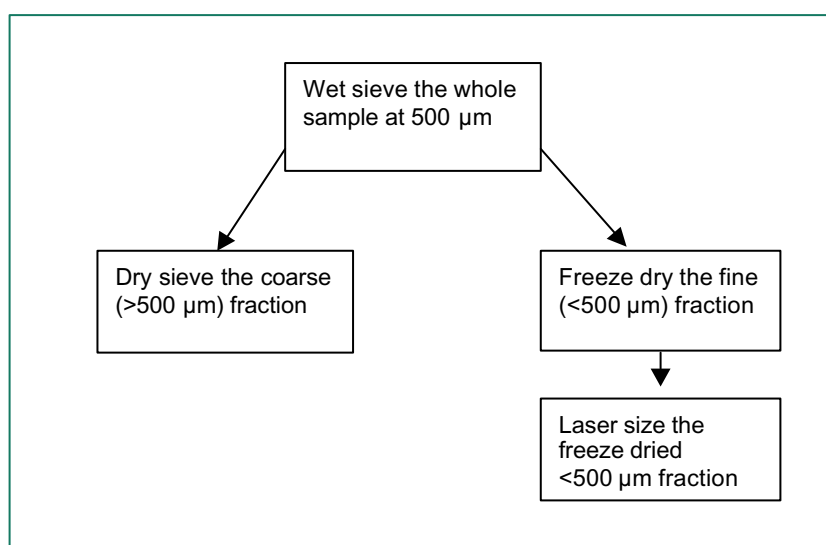 Wet sieve the whole
sample at 500 µm
Dry sieve the coarse
(>500 µm) fraction
Freeze dry the fine
(<500 µm) fraction
Laser size the
freeze dried
<500 µm fraction